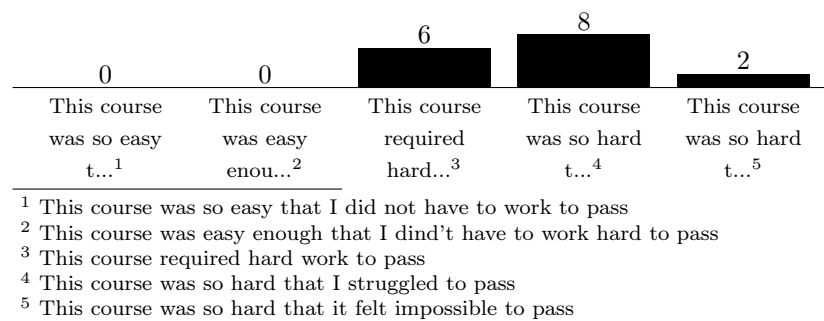 0 0 6 8 2
This course This course This course This course This course
was so easy was easy required was so hard was so hard
t...¹ enou...² hard...³ t...⁴ t...⁵
¹ This course was so easy that I did not have to work to pass
² This course was easy enough that I dind't have to work hard to pass
³ This course required hard work to pass
⁴ This course was so hard that I struggled to pass
⁵ This course was so hard that it felt impossible to pass